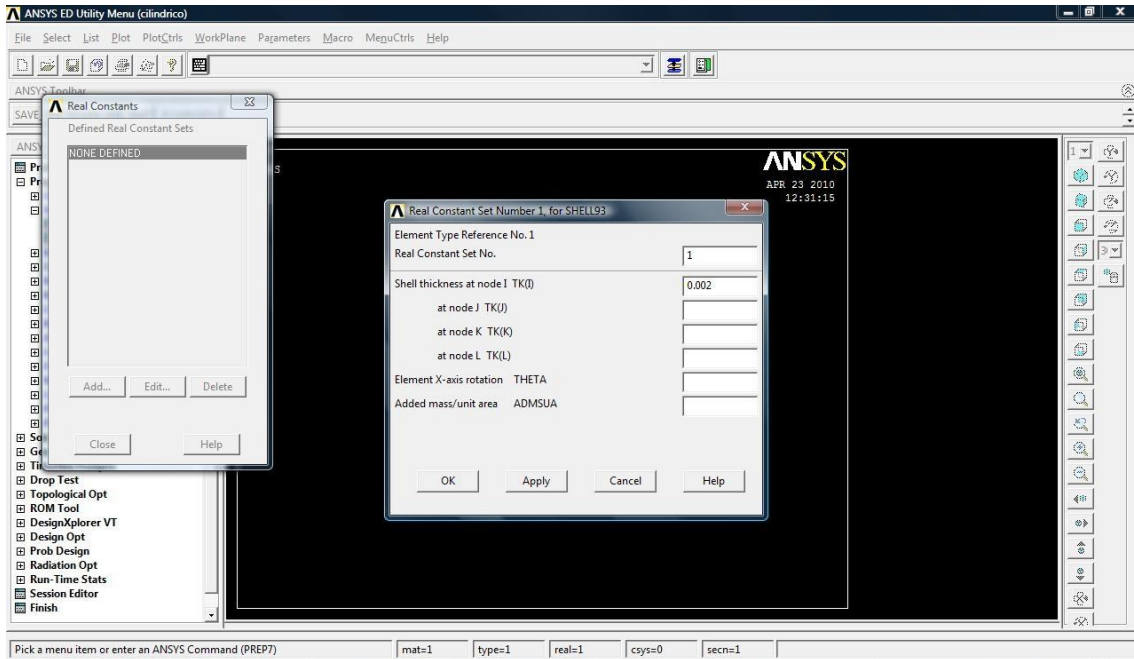 ANSYS ED Utility Menu (cilindrico)
File Select List Plot PlotCtrls WorkPlane Parameters Macro MenuCtrls Help
ANSYS Toolbar
SAVE
Real Constants
Defined Real Constant Sets
NONE DEFINED
Add... Edit... Delete
Close Help
ANSYS
APR 23 2010
12:31:15
Real Constant Set Number 1, for SHELL93
Element Type Reference No. 1
Real Constant Set No. 1
Shell thickness at node I TK(I) 0.002
at node J TK(J)
at node K TK(K)
at node L TK(L)
Element X-axis rotation THETA
Added mass/unit area ADMSUA
OK Apply Cancel Help
Drop Test
Topological Opt
ROM Tool
DesignXplorer VT
Design Opt
Prob Design
Radiation Opt
Run-Time Stats
Session Editor
Finish
1
3
Pick a menu item or enter an ANSYS Command (PREP7) mat=1 type=1 real=1 csys=0 secn=1